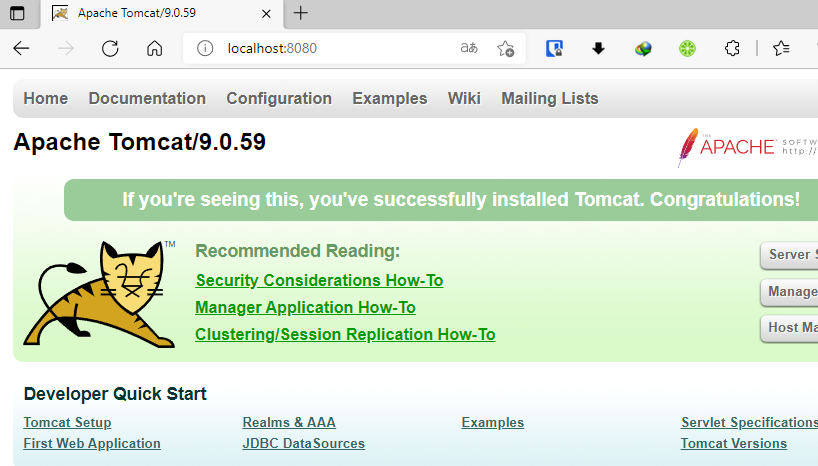 Apache Tomcat/9.0.59
localhost:8080
Home Documentation Configuration Examples Wiki Mailing Lists
Apache Tomcat/9.0.59
THE
APACHE
If you're seeing this, you've successfully installed Tomcat. Congratulations!
TM
Recommended Reading:
Security Considerations How-To
Manager Application How-To
Clustering/Session Replication How-To
Server S
Manage
Host Ma
Developer Quick Start
Tomcat Setup Realms & AAA Examples Servlet Specifications
First Web Application JDBC DataSources Tomcat Versions